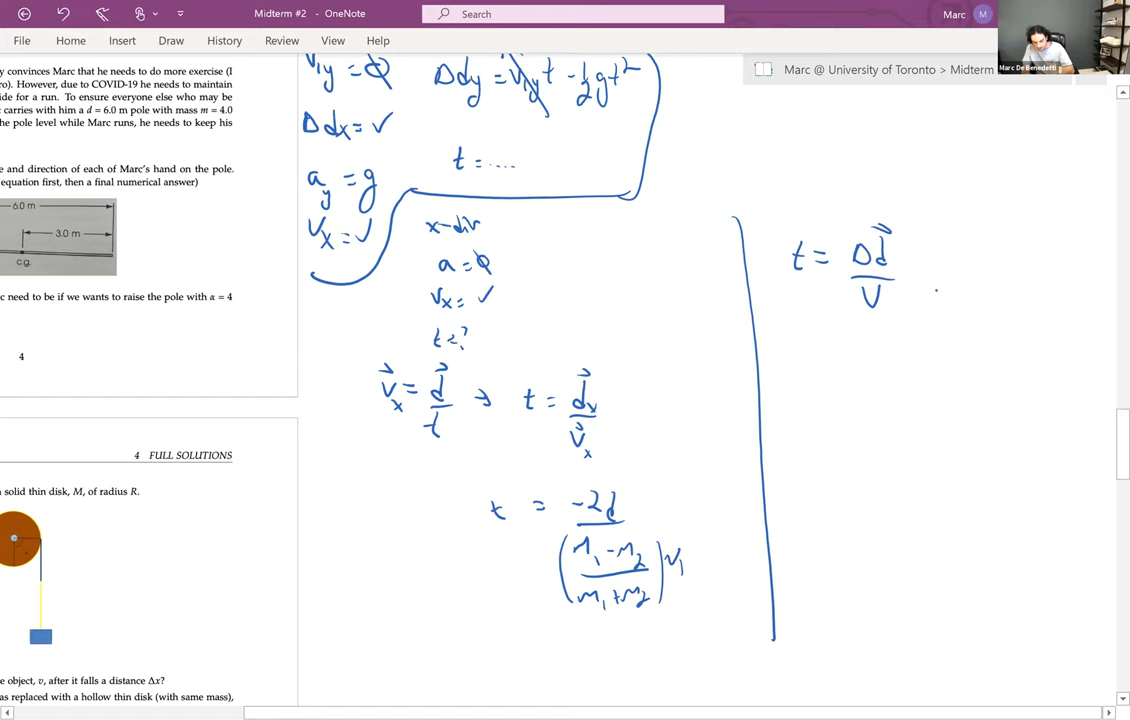 Midterm #2 - OneNote
Search
Marc
M
File Home Insert Draw History Review View Help
Marc De Benedetti
Marc @ University of Toronto > Midterm
y convinces Marc that he needs to do more exercise (I
ro). However, due to COVID-19 he needs to maintain
ide for a run. To ensure everyone else who may be
carries with him a d = 6.0 m pole with mass m = 4.0
the pole level while Marc runs, he needs to keep his
e and direction of each of Marc's hand on the pole.
equation first, then a final numerical answer)
6.0 m
3.0 m
c.g.
c need to be if we wants to raise the pole with α = 4
4
4 FULL SOLUTIONS
solid thin disk, M, of radius R.
e object, v, after it falls a distance Δx?
as replaced with a hollow thin disk (with same mass),
V1y = 0
Δdx = ✓
ay = g
Vx = ✓
Δdy = V1yt - 1/2 gt²
t = ....
x-dir
a = 0
Vx = ✓
t = ?
V⃗x = d⃗/t → t = d⃗x/V⃗x
t = -2d/((M1 - M2)/(m1 + m2))V1
t = Δd⃗/V